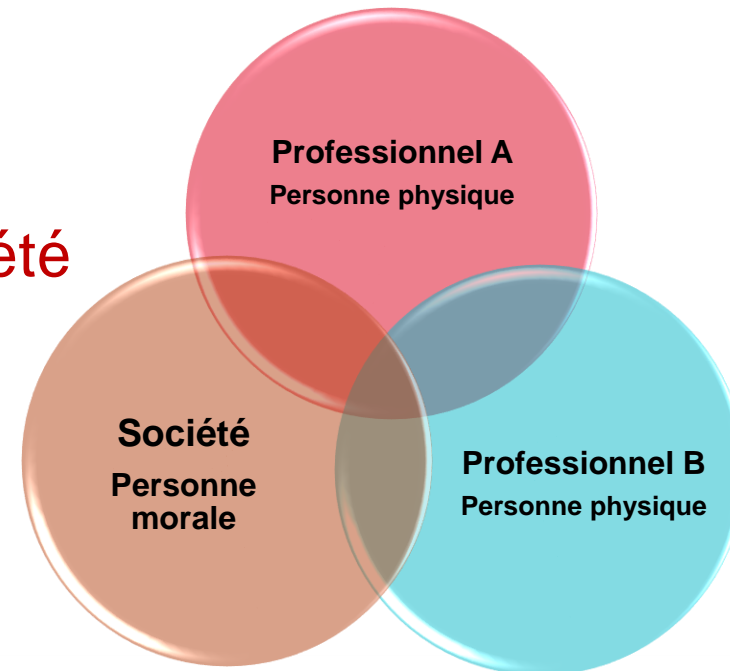 Professionnel A
Personne physique
été
Société
Personne
morale
Professionnel B
Personne physique